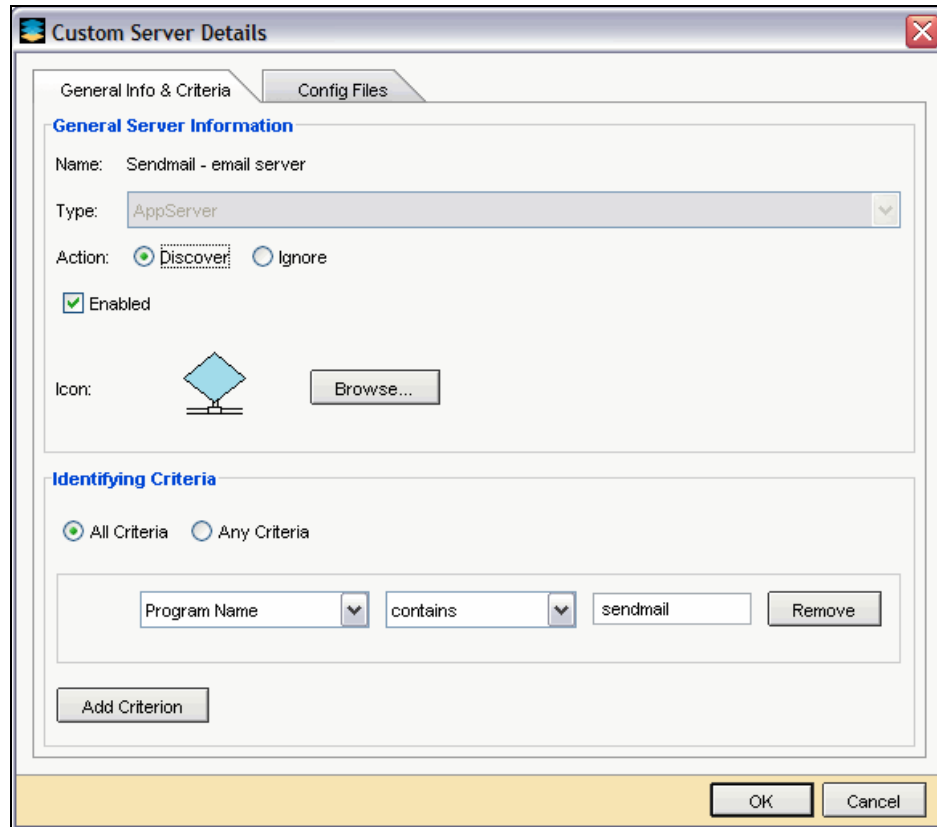 Custom Server Details
General Info & Criteria Config Files
General Server Information
Name: Sendmail - email server
Type: AppServer
Action: Discover Ignore
Enabled
Icon: Browse...
Identifying Criteria
All Criteria Any Criteria
Program Name contains sendmail Remove
Add Criterion
OK Cancel